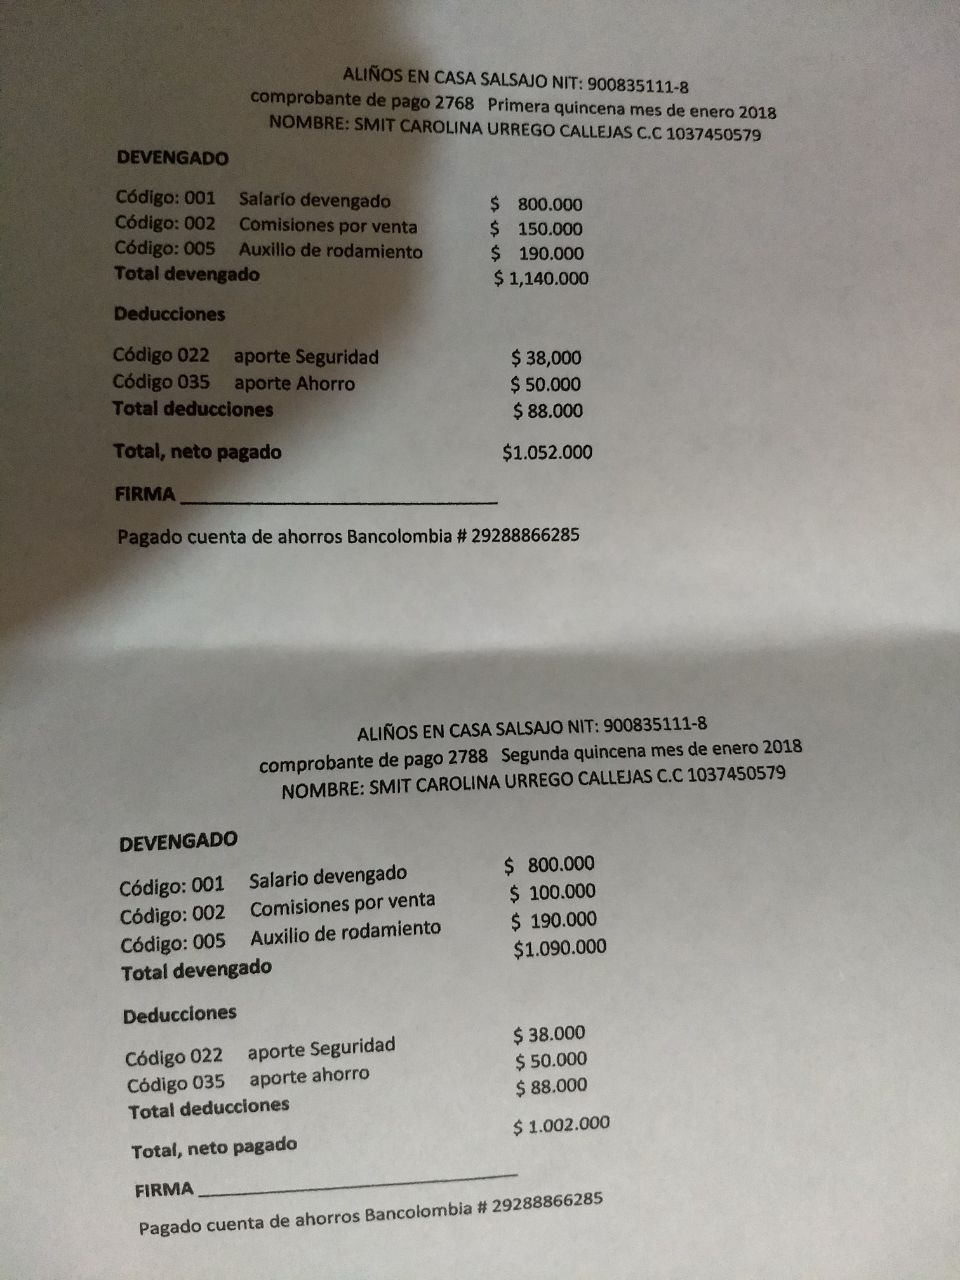 ALIÑOS EN CASA SALSAJO NIT: 900835111-8
comprobante de pago 2768 Primera quincena mes de enero 2018
NOMBRE: SMIT CAROLINA URREGO CALLEJAS C.C 1037450579
DEVENGADO
Código: 001 Salario devengado $ 800.000
Código: 002 Comisiones por venta $ 150.000
Código: 005 Auxilio de rodamiento $ 190.000
Total devengado $ 1,140.000
Deducciones
Código 022 aporte Seguridad $ 38,000
Código 035 aporte Ahorro $ 50.000
Total deducciones $ 88.000
Total, neto pagado $1.052.000
FIRMA
Pagado cuenta de ahorros Bancolombia # 29288866285
ALIÑOS EN CASA SALSAJO NIT: 900835111-8
comprobante de pago 2788 Segunda quincena mes de enero 2018
NOMBRE: SMIT CAROLINA URREGO CALLEJAS C.C 1037450579
DEVENGADO
Código: 001 Salario devengado $ 800.000
Código: 002 Comisiones por venta $ 100.000
Código: 005 Auxilio de rodamiento $ 190.000
Total devengado $1.090.000
Deducciones
Código 022 aporte Seguridad $ 38.000
Código 035 aporte ahorro $ 50.000
Total deducciones $ 88.000
Total, neto pagado $ 1.002.000
FIRMA
Pagado cuenta de ahorros Bancolombia # 29288866285